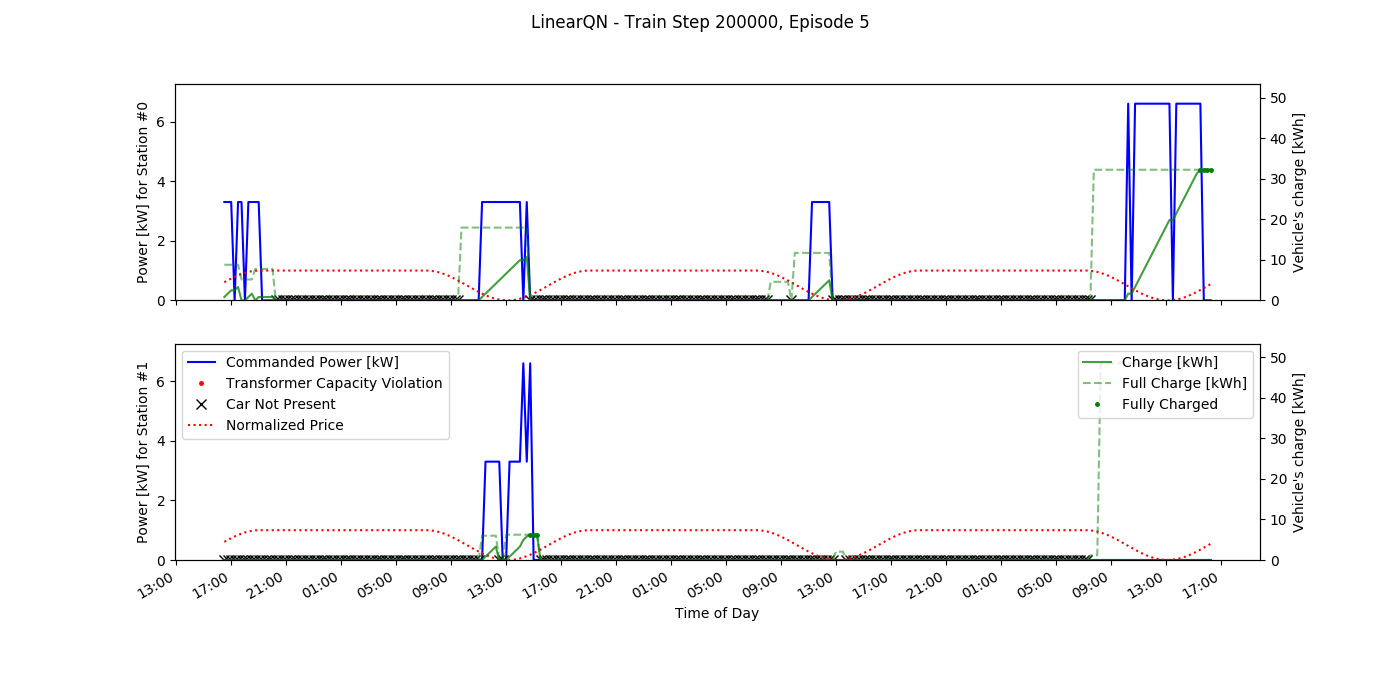 LinearQN - Train Step 200000, Episode 5
Power [kW] for Station #0
6
4
2
0
50
40
30
20
10
0
Vehicle's charge [kWh]
Power [kW] for Station #1
6
4
2
0
Commanded Power [kW]
Transformer Capacity Violation
Car Not Present
Normalized Price
Charge [kWh]
Full Charge [kWh]
Fully Charged
50
40
30
20
10
0
Vehicle's charge [kWh]
13:00 17:00 21:00 01:00 05:00 09:00 13:00 17:00 21:00 01:00 05:00 09:00 13:00 17:00 21:00 01:00 05:00 09:00 13:00 17:00
Time of Day